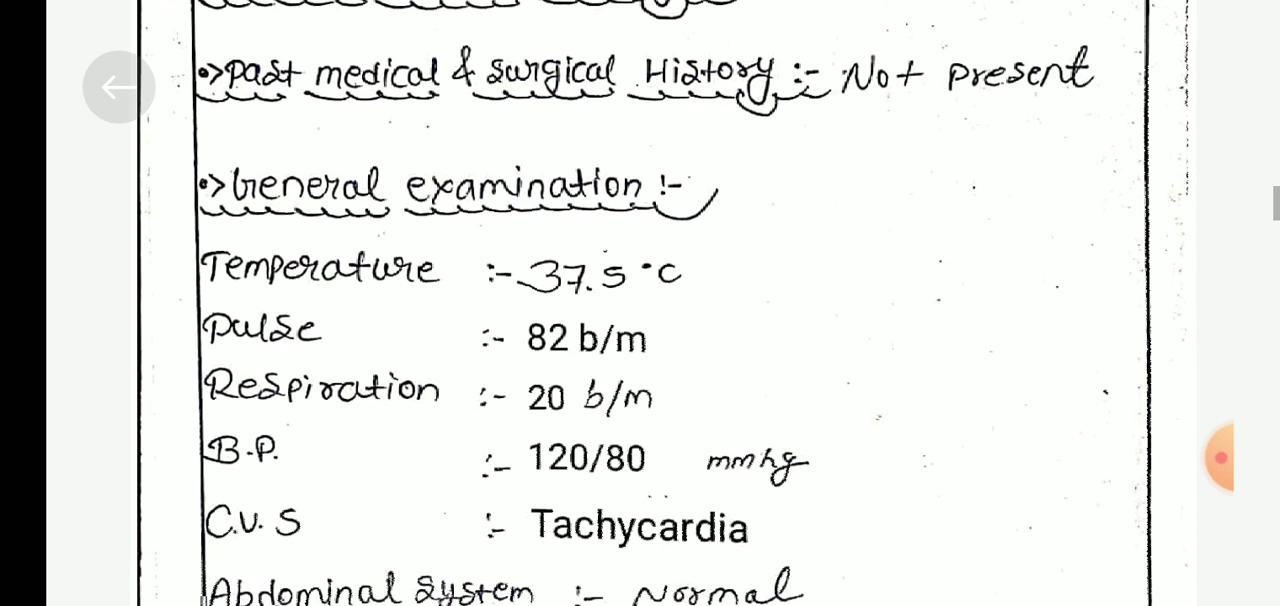 •> Past medical & Surgical History :- Not present
•> General examination :-
Temperature :- 37.5 °C
Pulse :- 82 b/m
Respiration :- 20 b/m
B.P. :- 120/80 mmhg
C.V.S :- Tachycardia
Abdominal System :- Normal